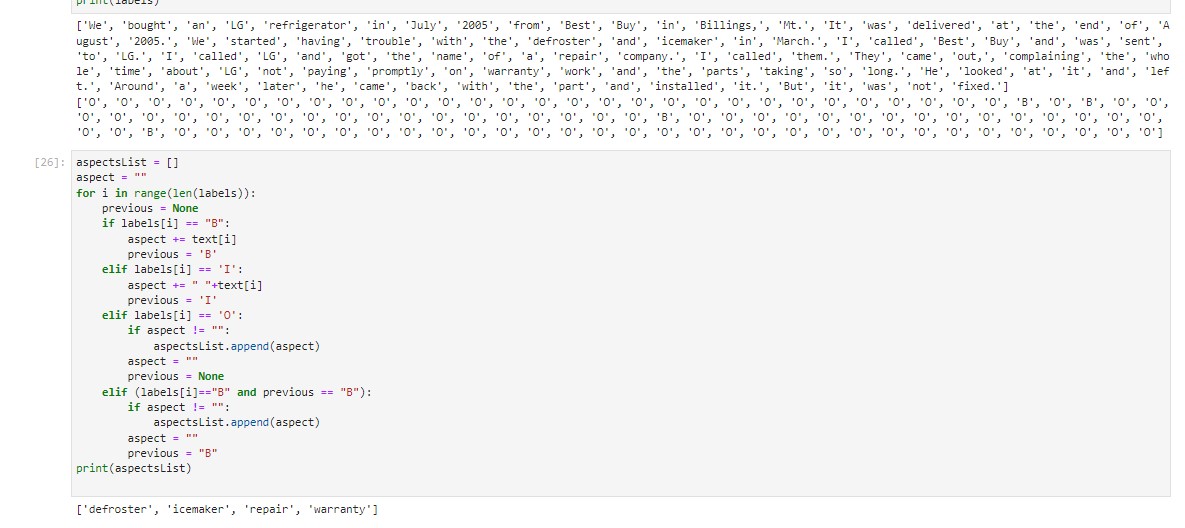 print(labels)
['We', 'bought', 'an', 'LG', 'refrigerator', 'in', 'July', '2005', 'from', 'Best', 'Buy', 'in', 'Billings,', 'Mt.', 'It', 'was', 'delivered', 'at', 'the', 'end', 'of', 'A
ugust', '2005.', 'We', 'started', 'having', 'trouble', 'with', 'the', 'defroster', 'and', 'icemaker', 'in', 'March.', 'I', 'called', 'Best', 'Buy', 'and', 'was', 'sent',
'to', 'LG.', 'I', 'called', 'LG', 'and', 'got', 'the', 'name', 'of', 'a', 'repair', 'company.', 'I', 'called', 'them.', 'They', 'came', 'out,', 'complaining', 'the', 'who
le', 'time', 'about', 'LG', 'not', 'paying', 'promptly', 'on', 'warranty', 'work', 'and', 'the', 'parts', 'taking', 'so', 'long.', 'He', 'looked', 'at', 'it', 'and', 'lef
t.', 'Around', 'a', 'week', 'later', 'he', 'came', 'back', 'with', 'the', 'part', 'and', 'installed', 'it.', 'But', 'it', 'was', 'not', 'fixed.']
['O', 'O', 'O', 'O', 'O', 'O', 'O', 'O', 'O', 'O', 'O', 'O', 'O', 'O', 'O', 'O', 'O', 'O', 'O', 'O', 'O', 'O', 'O', 'O', 'O', 'O', 'O', 'O', 'O', 'B', 'O', 'B', 'O', 'O',
'O', 'O', 'O', 'O', 'O', 'O', 'O', 'O', 'O', 'O', 'O', 'O', 'O', 'O', 'O', 'O', 'O', 'O', 'B', 'O', 'O', 'O', 'O', 'O', 'O', 'O', 'O', 'O', 'O', 'O', 'O', 'O', 'O', 'O',
'O', 'O', 'B', 'O', 'O', 'O', 'O', 'O', 'O', 'O', 'O', 'O', 'O', 'O', 'O', 'O', 'O', 'O', 'O', 'O', 'O', 'O', 'O', 'O', 'O', 'O', 'O', 'O', 'O', 'O', 'O', 'O', 'O', 'O']
[26]: aspectsList = []
aspect = ""
for i in range(len(labels)):
    previous = None
    if labels[i] == "B":
        aspect += text[i]
        previous = 'B'
    elif labels[i] == 'I':
        aspect += " "+text[i]
        previous = 'I'
    elif labels[i] == 'O':
        if aspect != "":
            aspectsList.append(aspect)
        aspect = ""
        previous = None
    elif (labels[i]=="B" and previous == "B"):
        if aspect != "":
            aspectsList.append(aspect)
        aspect = ""
        previous = "B"
print(aspectsList)
['defroster', 'icemaker', 'repair', 'warranty']